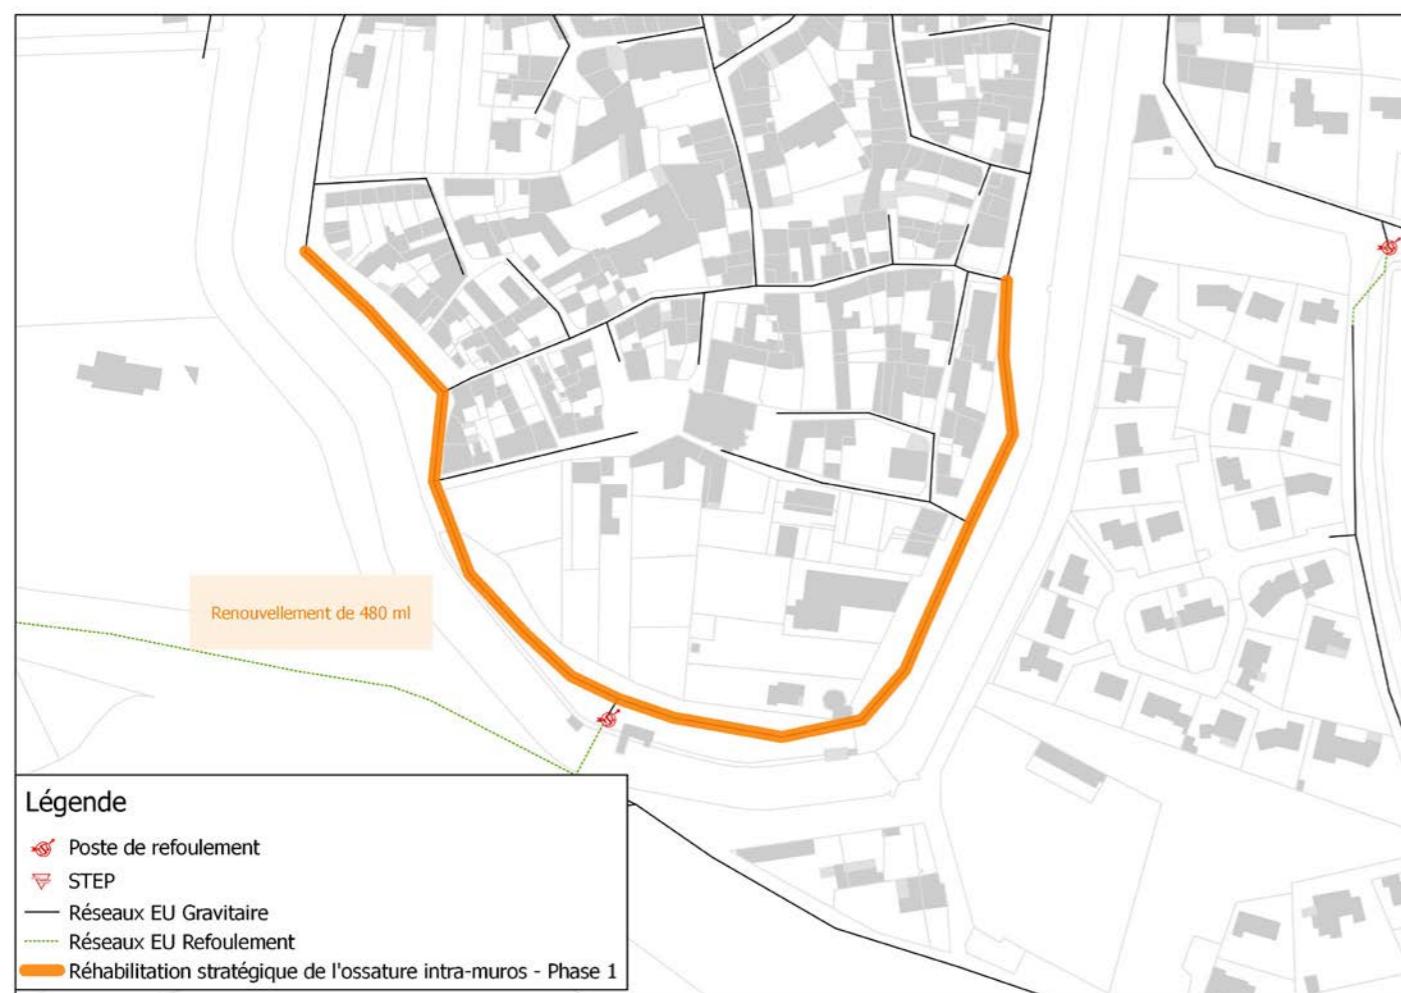 Renouvellement de 480 ml
Légende
Poste de refoulement
STEP
Réseaux EU Gravitaire
Réseaux EU Refoulement
Réhabilitation stratégique de l'ossature intra-muros - Phase 1